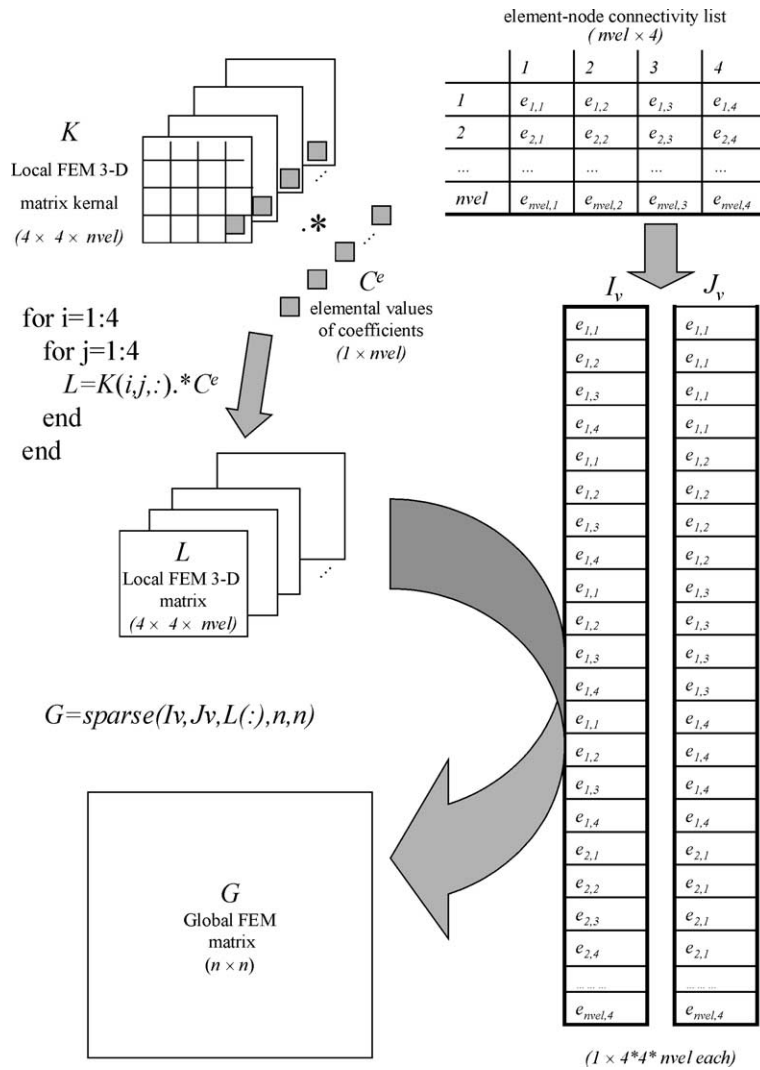 element-node connectivity list
( nvel × 4)
1 2 3 4
1 e1,1 e1,2 e1,3 e1,4
2 e2,1 e2,2 e2,3 e2,4
... ... ... ... ...
nvel envel,1 envel,2 envel,3 envel,4
K
Local FEM 3-D
matrix kernal
(4 × 4 × nvel)
...
.*
...
Ce
elemental values
of coefficients
(1 × nvel)
for i=1:4
for j=1:4
L=K(i,j,:).*Ce
end
end
L
Local FEM 3-D
matrix
(4 × 4 × nvel)
...
G=sparse(Iv,Jv,L(:),n,n)
G
Global FEM
matrix
(n × n)
Iv Jv
e1,1 e1,1
e1,2 e1,1
e1,3 e1,1
e1,4 e1,1
e1,1 e1,2
e1,2 e1,2
e1,3 e1,2
e1,4 e1,2
e1,1 e1,3
e1,2 e1,3
e1,3 e1,3
e1,4 e1,3
e1,1 e1,4
e1,2 e1,4
e1,3 e1,4
e1,4 e1,4
e2,1 e2,1
e2,2 e2,1
e2,3 e2,1
e2,4 e2,1
... ... ... ... ... ...
envel,4 envel,4
(1 × 4*4* nvel each)